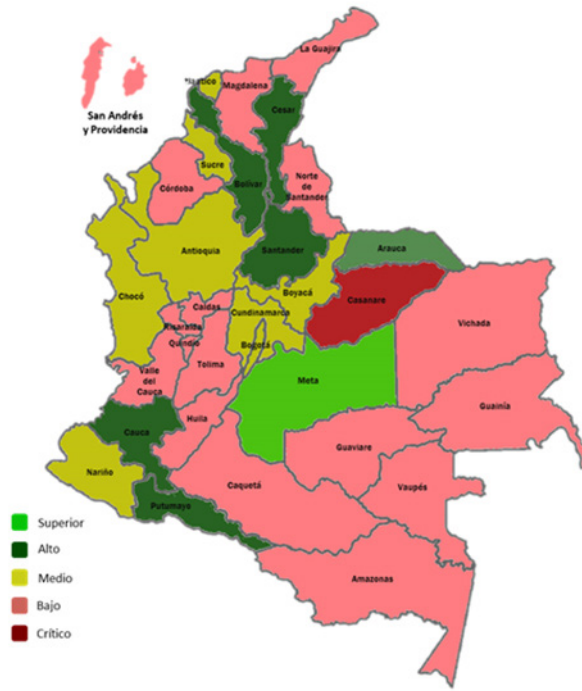 La Guajira
Magdalena
San Andrés
y Providencia
Cesar
Sucre
Córdoba
Bolívar
Norte
de
Santander
Antioquia
Santander
Arauca
Chocó
Boyacá
Casanare
Caldas
Cundinamarca
Risaralda
Vichada
Quindío
Bogotá
Tolima
Valle
del
Cauca
Meta
Guainía
Huila
Cauca
Guaviare
Nariño
Caquetá
Vaupés
Putumayo
Superior
Alto
Medio
Bajo
Crítico
Amazonas